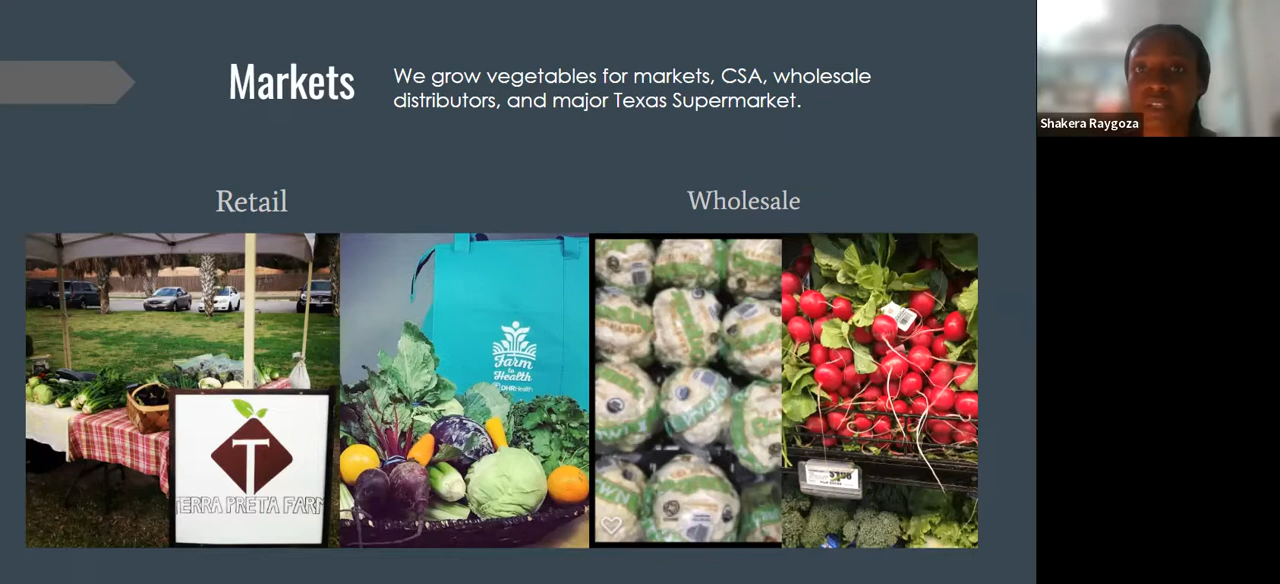 Markets
We grow vegetables for markets, CSA, wholesale
distributors, and major Texas Supermarket.
Shakera Raygoza
Retail
Wholesale
Farm
to
Health
DHRHealth
T
TERRA PRETA FARM